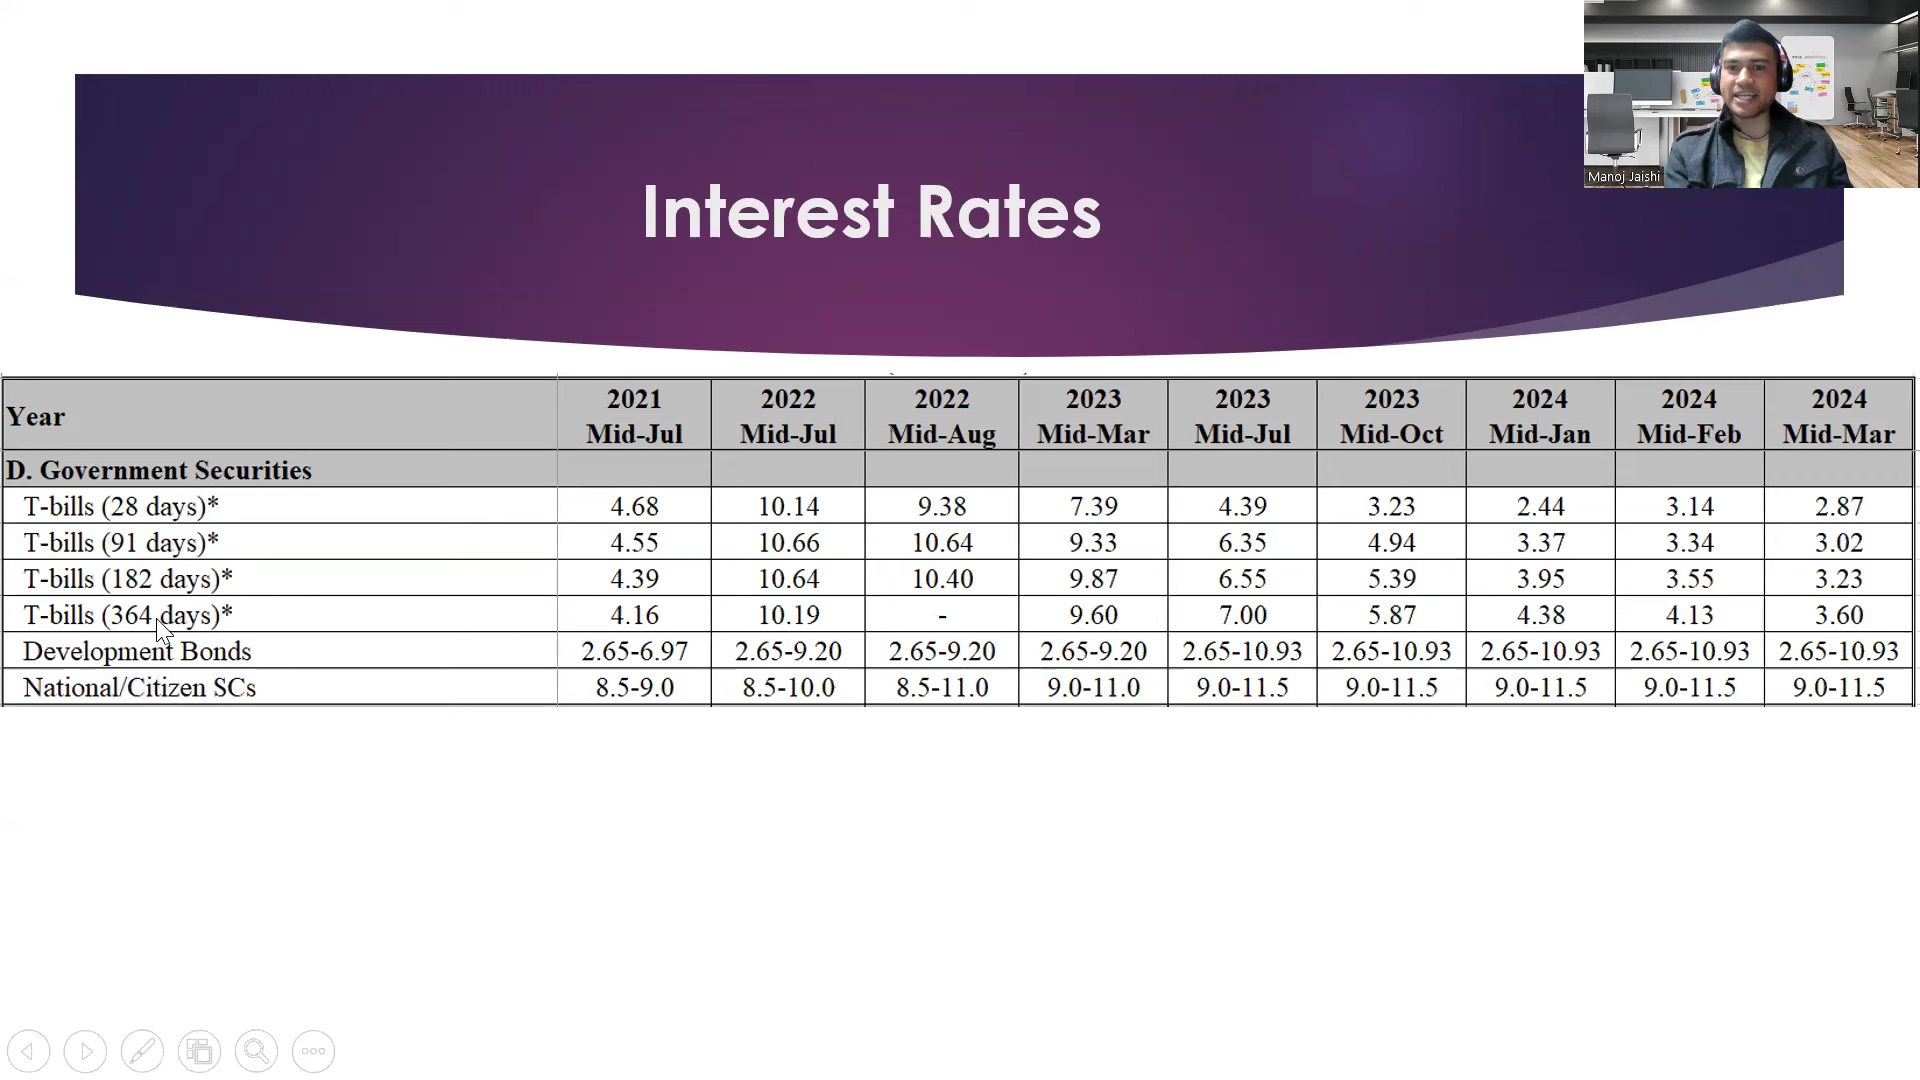 Manoj Jaishi
Interest Rates
Year 2021 Mid-Jul 2022 Mid-Jul 2022 Mid-Aug 2023 Mid-Mar 2023 Mid-Jul 2023 Mid-Oct 2024 Mid-Jan 2024 Mid-Feb 2024 Mid-Mar
D. Government Securities
T-bills (28 days)* 4.68 10.14 9.38 7.39 4.39 3.23 2.44 3.14 2.87
T-bills (91 days)* 4.55 10.66 10.64 9.33 6.35 4.94 3.37 3.34 3.02
T-bills (182 days)* 4.39 10.64 10.40 9.87 6.55 5.39 3.95 3.55 3.23
T-bills (364 days)* 4.16 10.19 - 9.60 7.00 5.87 4.38 4.13 3.60
Development Bonds 2.65-6.97 2.65-9.20 2.65-9.20 2.65-9.20 2.65-10.93 2.65-10.93 2.65-10.93 2.65-10.93 2.65-10.93
National/Citizen SCs 8.5-9.0 8.5-10.0 8.5-11.0 9.0-11.0 9.0-11.5 9.0-11.5 9.0-11.5 9.0-11.5 9.0-11.5